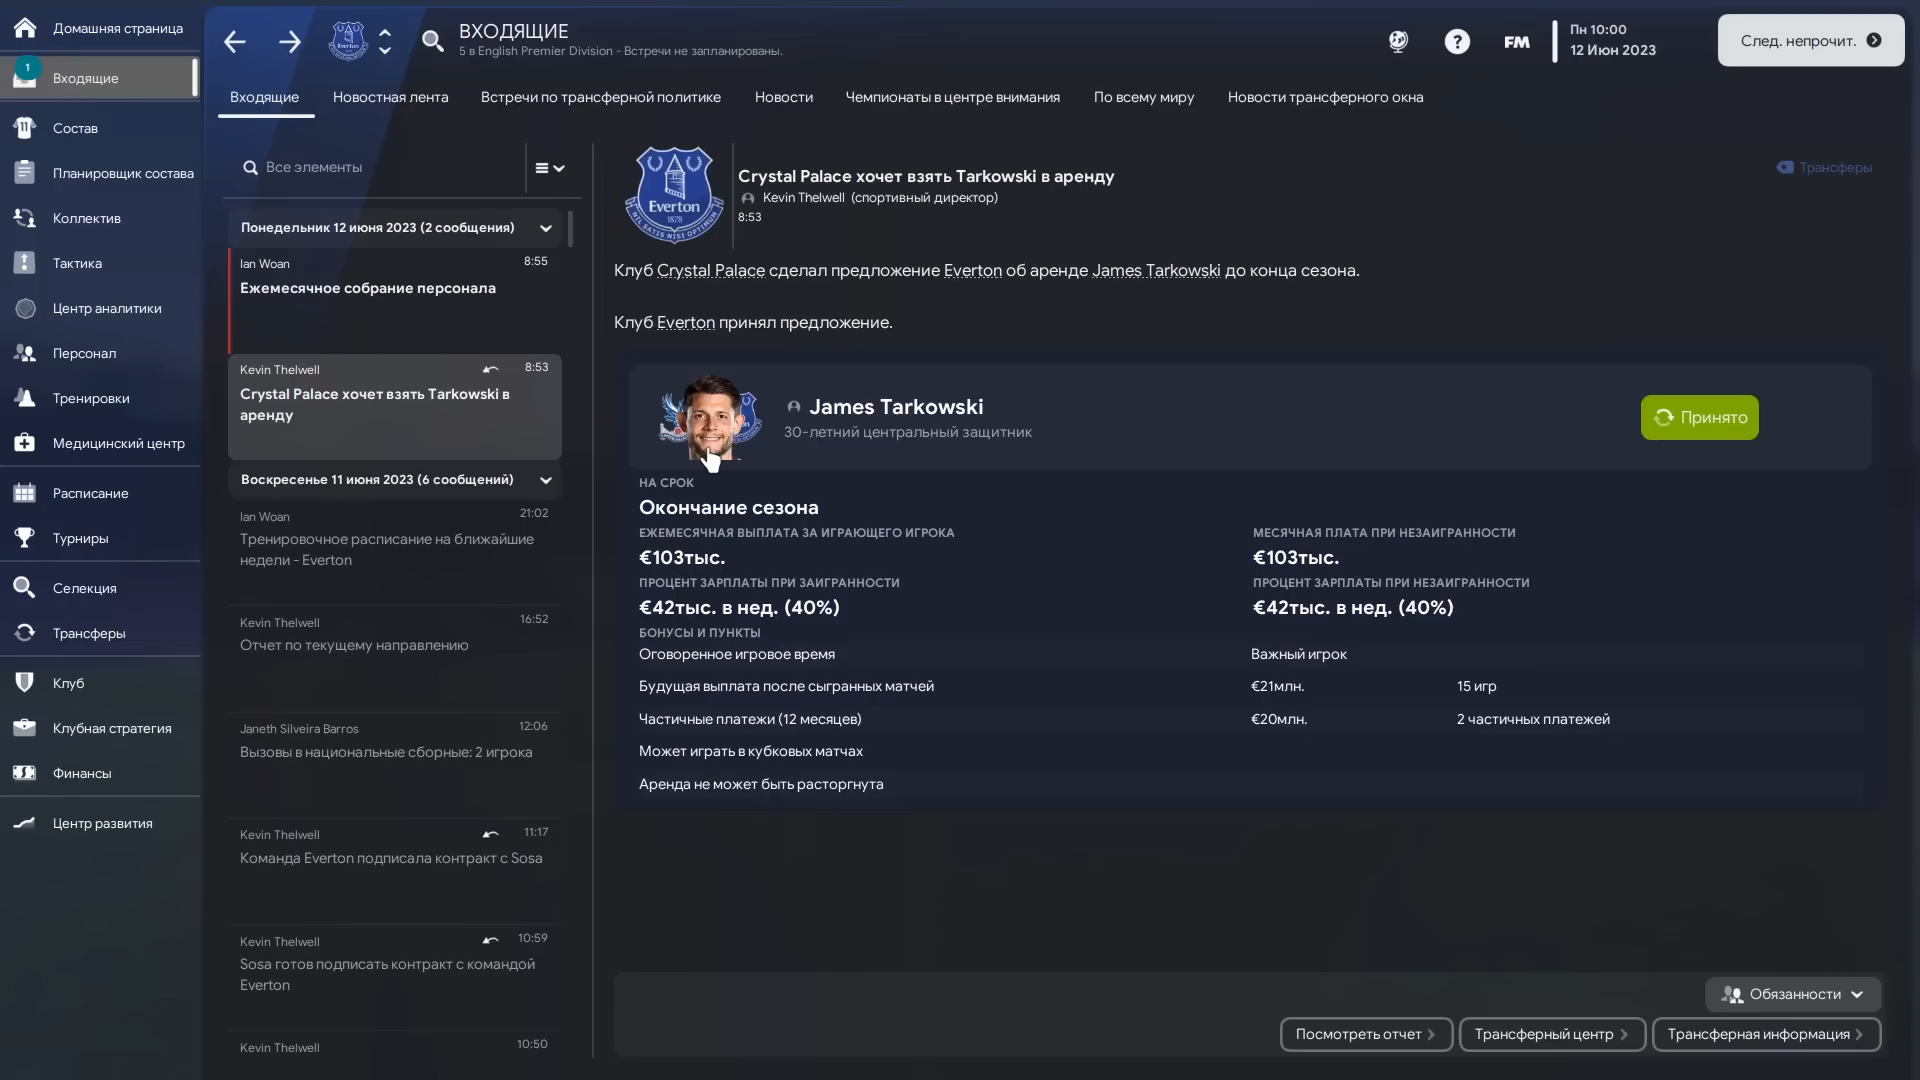 Домашняя страница
1
Входящие
Состав
Планировщик состава
Коллектив
Тактика
Центр аналитики
Персонал
Тренировки
Медицинский центр
Расписание
Турниры
Селекция
Трансферы
Клуб
Клубная стратегия
Финансы
Центр развития
ВХОДЯЩИЕ
5 в English Premier Division - Встречи не запланированы.
?
FM
Пн 10:00
12 Июн 2023
След. непрочит.
Входящие
Новостная лента
Встречи по трансферной политике
Новости
Чемпионаты в центре внимания
По всему миру
Новости трансферного окна
Все элементы
Понедельник 12 июня 2023 (2 сообщения)
Ian Woan 8:55
Ежемесячное собрание персонала
Kevin Thelwell 8:53
Crystal Palace хочет взять Tarkowski в
аренду
Воскресенье 11 июня 2023 (6 сообщений)
Ian Woan 21:02
Тренировочное расписание на ближайшие
недели - Everton
Kevin Thelwell 16:52
Отчет по текущему направлению
Janeth Silveira Barros 12:06
Вызовы в национальные сборные: 2 игрока
Kevin Thelwell 11:17
Команда Everton подписала контракт с Sosa
Kevin Thelwell 10:59
Sosa готов подписать контракт с командой
Everton
Kevin Thelwell 10:50
Everton
1878
NIL SATIS NISI OPTIMUM
Crystal Palace хочет взять Tarkowski в аренду
Kevin Thelwell (спортивный директор)
8:53
Трансферы
Клуб Crystal Palace сделал предложение Everton об аренде James Tarkowski до конца сезона.
Клуб Everton принял предложение.
James Tarkowski
30-летний центральный защитник
Принято
НА СРОК
Окончание сезона
ЕЖЕМЕСЯЧНАЯ ВЫПЛАТА ЗА ИГРАЮЩЕГО ИГРОКА МЕСЯЧНАЯ ПЛАТА ПРИ НЕЗАИГРАННОСТИ
€103тыс. €103тыс.
ПРОЦЕНТ ЗАРПЛАТЫ ПРИ ЗАИГРАННОСТИ ПРОЦЕНТ ЗАРПЛАТЫ ПРИ НЕЗАИГРАННОСТИ
€42тыс. в нед. (40%) €42тыс. в нед. (40%)
БОНУСЫ И ПУНКТЫ
Оговоренное игровое время Важный игрок
Будущая выплата после сыгранных матчей €21млн. 15 игр
Частичные платежи (12 месяцев) €20млн. 2 частичных платежей
Может играть в кубковых матчах
Аренда не может быть расторгнута
Обязанности
Посмотреть отчет
Трансферный центр
Трансферная информация